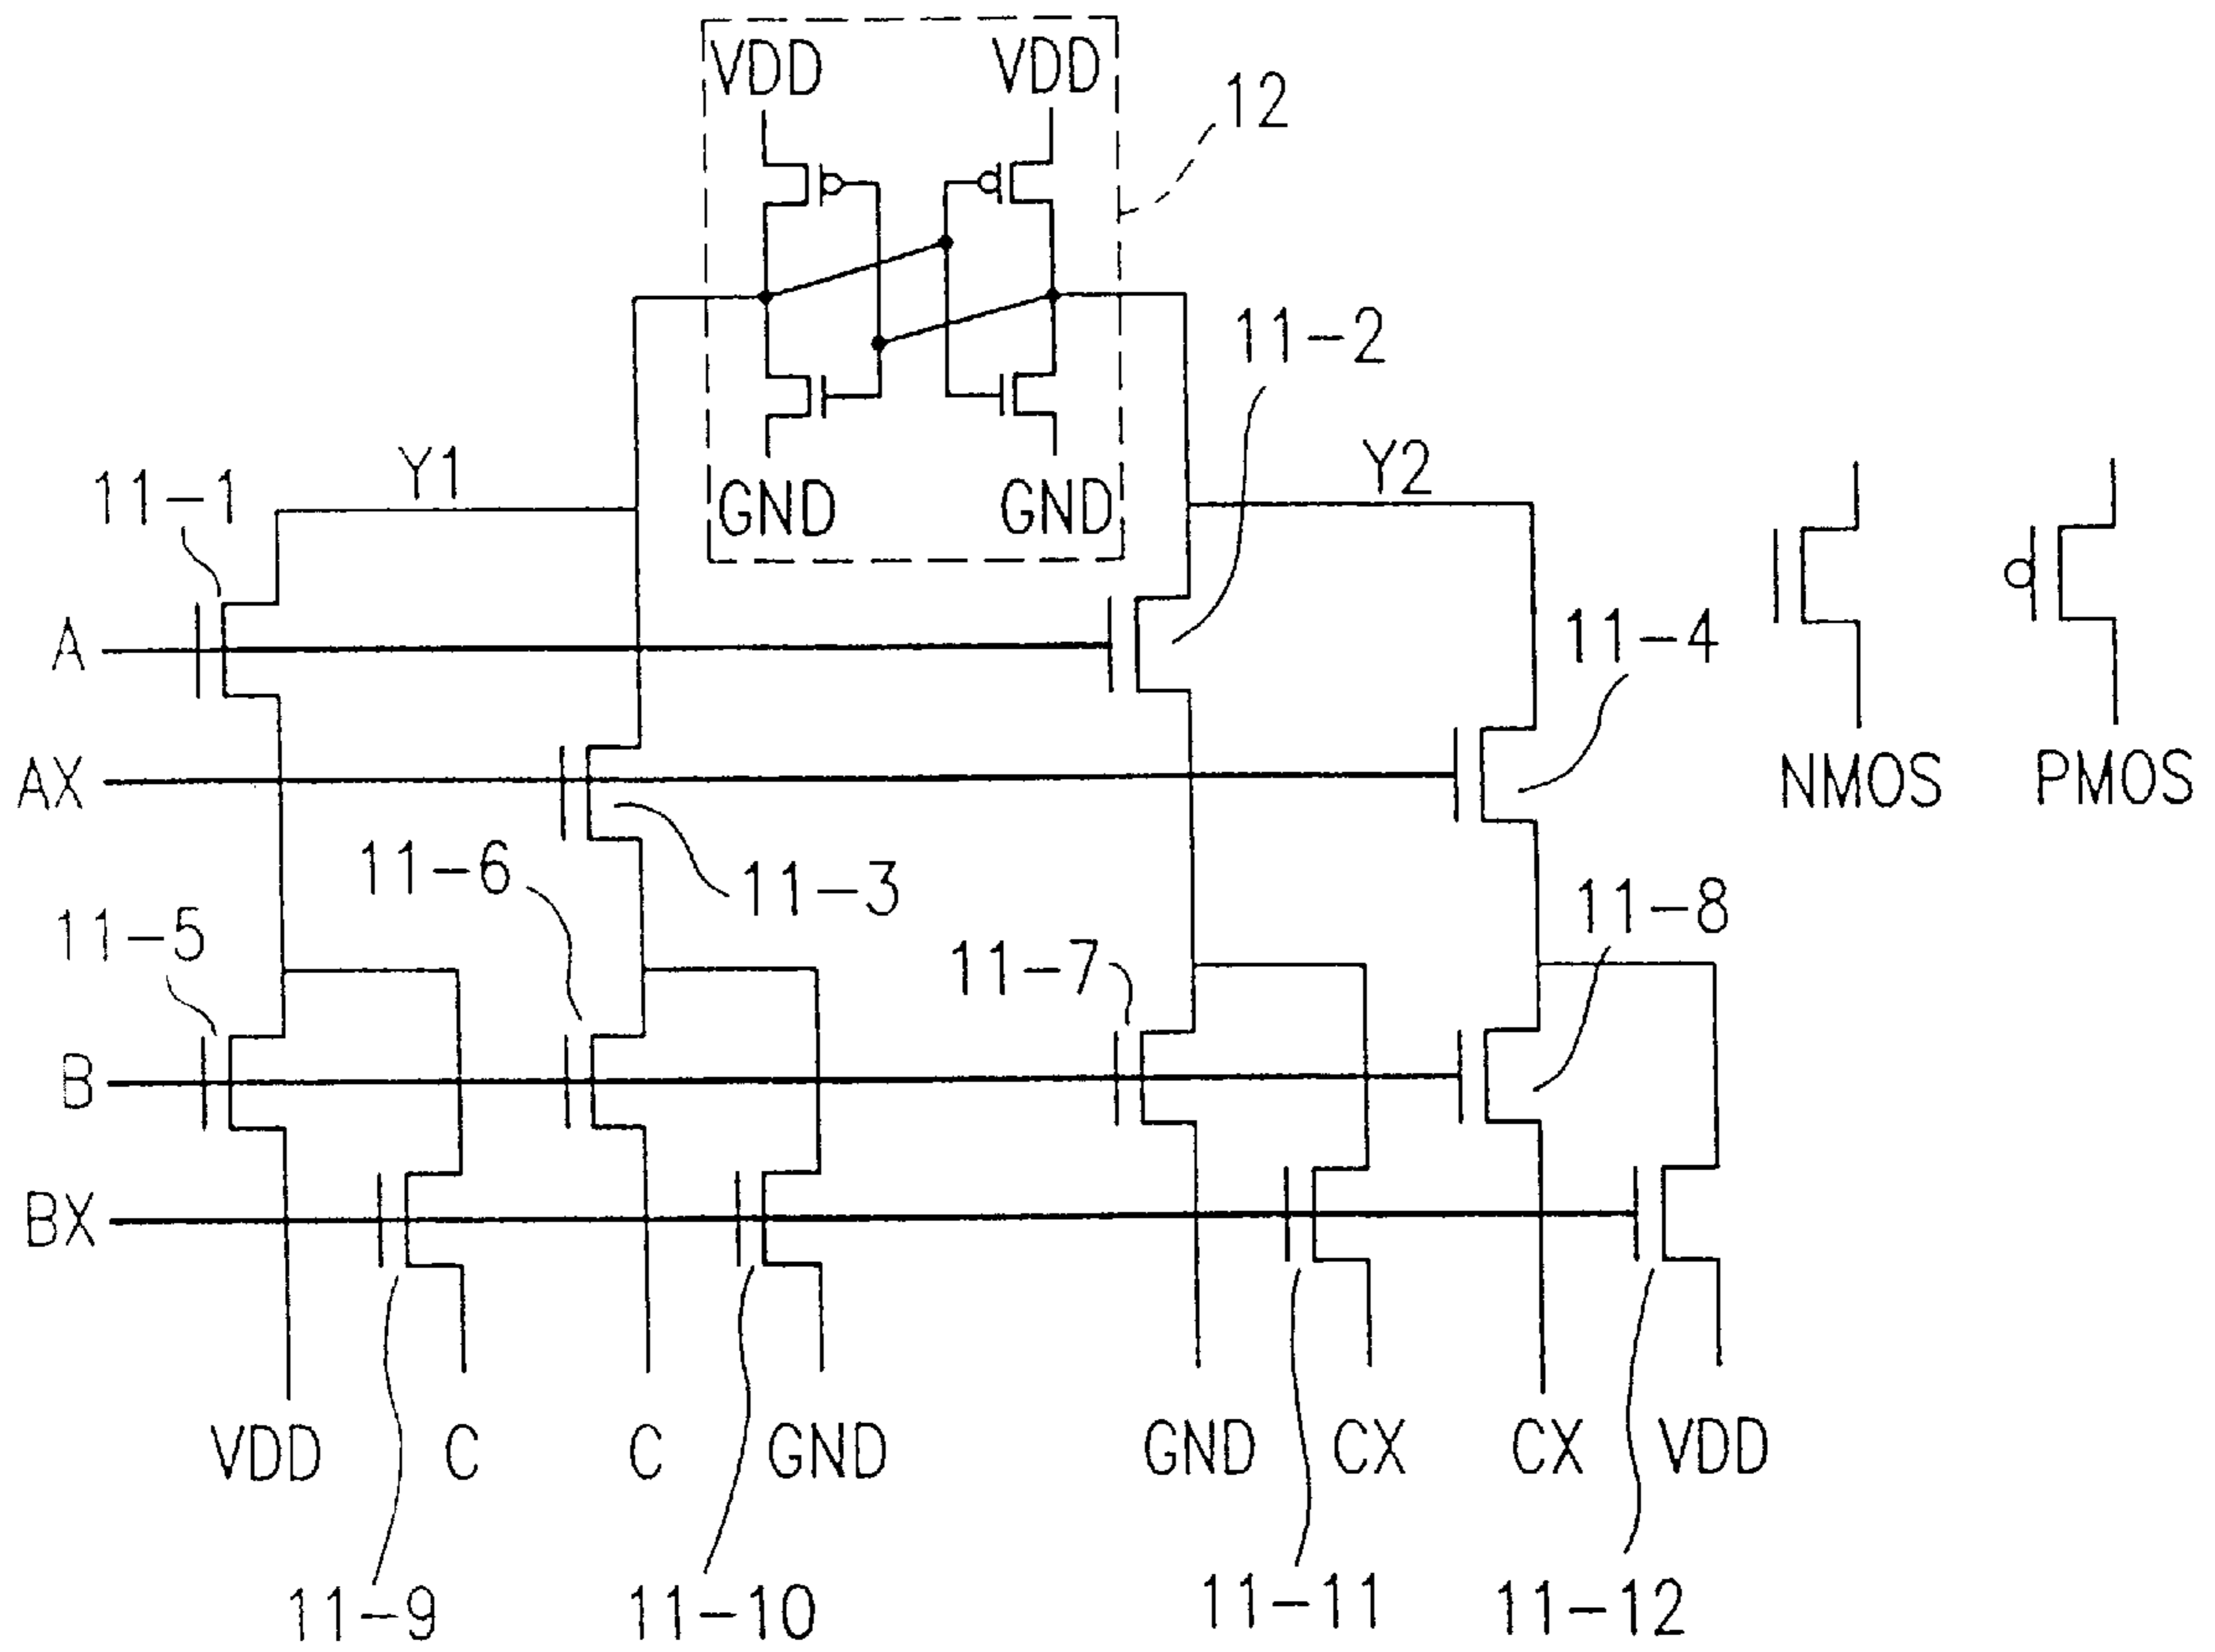 VDD VDD
12
11-2
Y1 Y2
11-1
GND GND
A
11-4
AX
NMOS PMOS
11-6
11-3
11-5
11-7
11-8
B
BX
VDD C C GND GND CX CX VDD
11-9 11-10 11-11 11-12